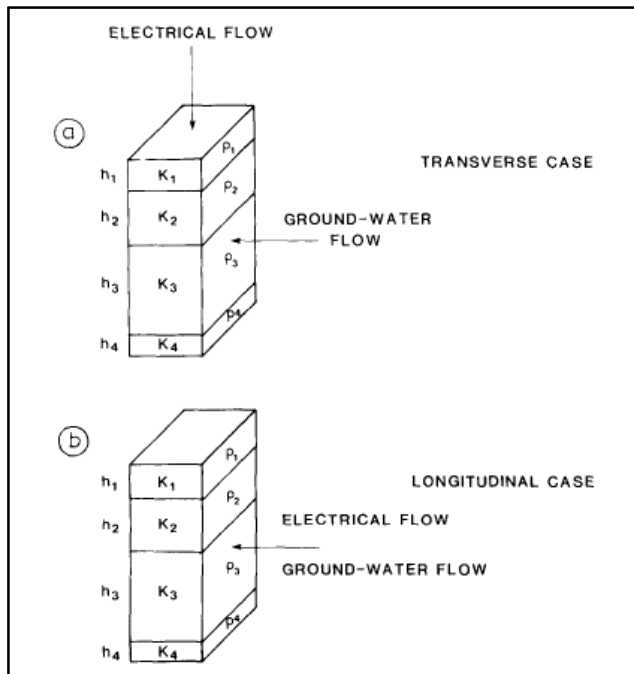 ELECTRICAL FLOW
a
TRANSVERSE CASE
h₁ K₁ ρ₁
h₂ K₂ ρ₂
GROUND-WATER
FLOW
h₃ K₃ ρ₃
h₄ K₄ ρ4
b
LONGITUDINAL CASE
h₁ K₁ ρ₁
h₂ K₂ ρ₂
ELECTRICAL FLOW
GROUND-WATER FLOW
h₃ K₃ ρ₃
h₄ K₄ ρ4